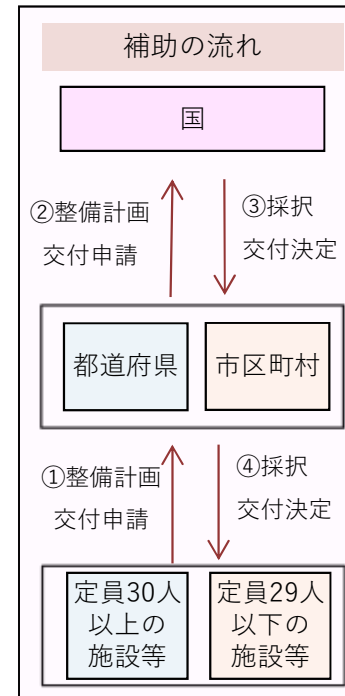 補助の流れ
国
②整備計画
交付申請
③採択
交付決定
都道府県
市区町村
①整備計画
交付申請
④採択
交付決定
定員30人
以上の
施設等
定員29人
以下の
施設等